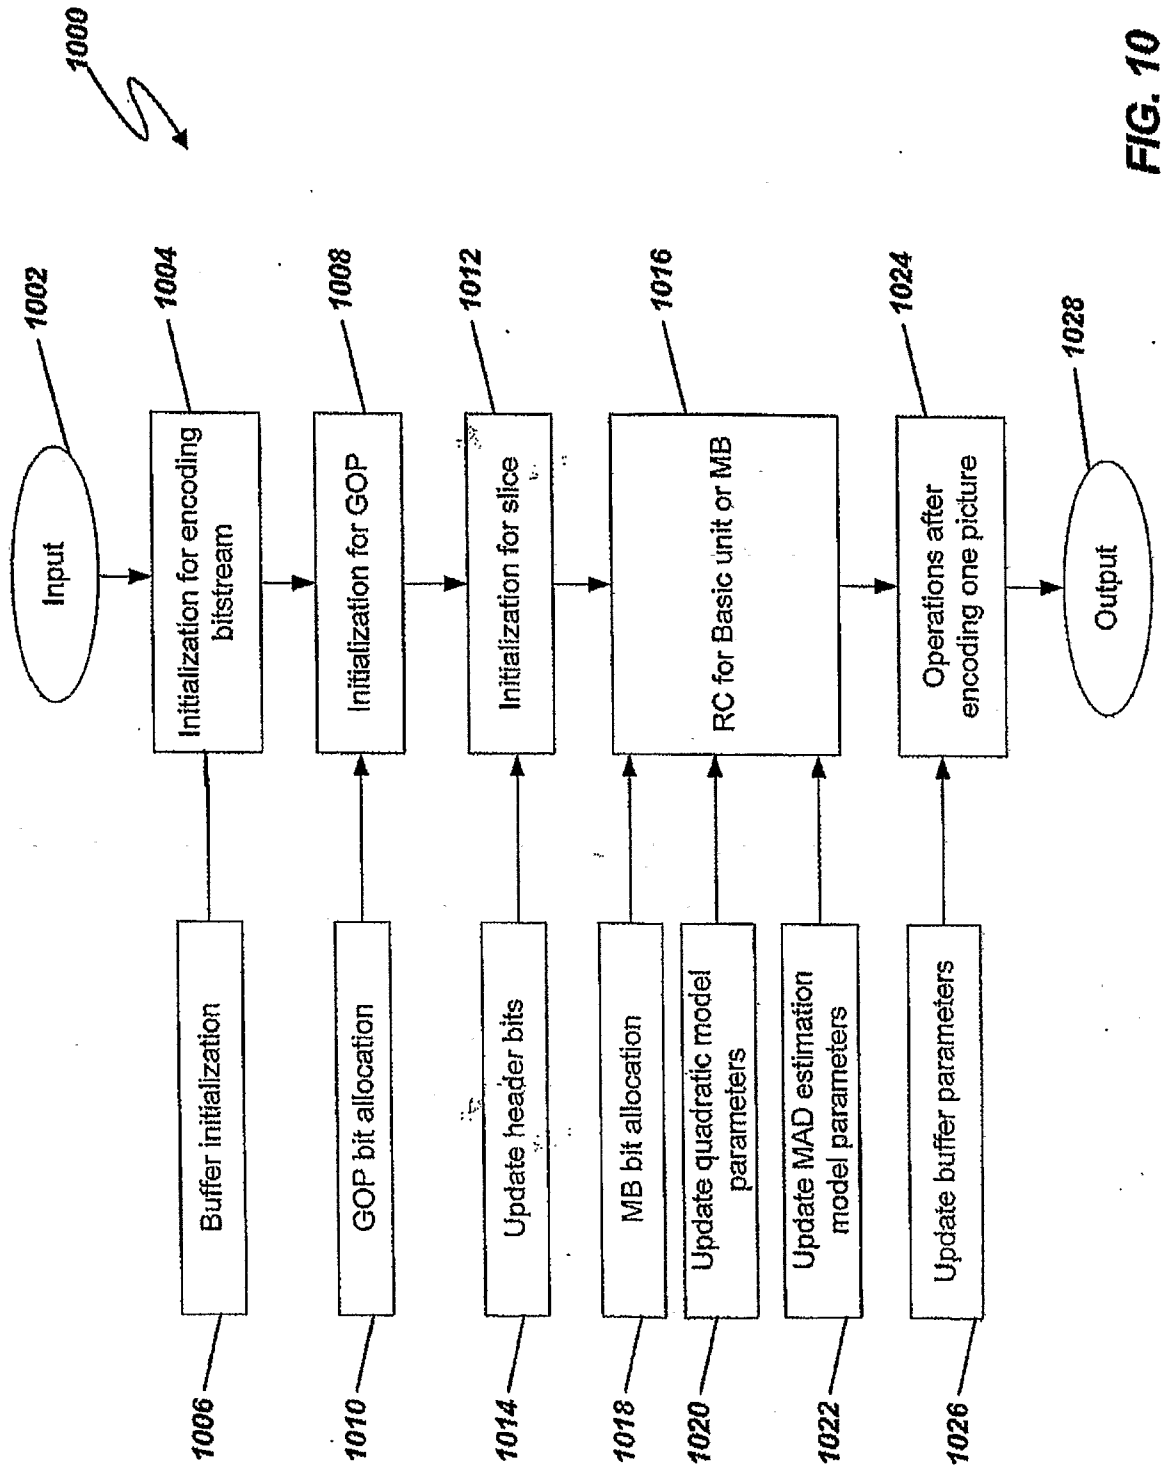 1000
1002
Input
1004
Initialization for encoding
bitstream
1006
Buffer initialization
1008
Initialization for GOP
1010
GOP bit allocation
1012
Initialization for slice
1014
Update header bits
1016
RC for Basic unit or MB
1018
MB bit allocation
1020
Update quadratic model
parameters
1022
Update MAD estimation
model parameters
1024
Operations after
encoding one picture
1026
Update buffer parameters
1028
Output
FIG. 10